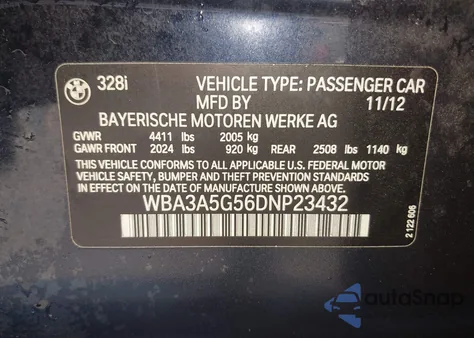 BMW
328i
VEHICLE TYPE: PASSENGER CAR
MFD BY 11/12
BAYERISCHE MOTOREN WERKE AG
GVWR 4411 lbs 2005 kg
GAWR FRONT 2024 lbs 920 kg REAR 2508 lbs 1140 kg
THIS VEHICLE CONFORMS TO ALL APPLICABLE U.S. FEDERAL MOTOR
VEHICLE SAFETY, BUMPER AND THEFT PREVENTION STANDARDS
IN EFFECT ON THE DATE OF MANUFACTURE SHOWN ABOVE.
WBA3A5G56DNP23432
2 122 606
autoSnap